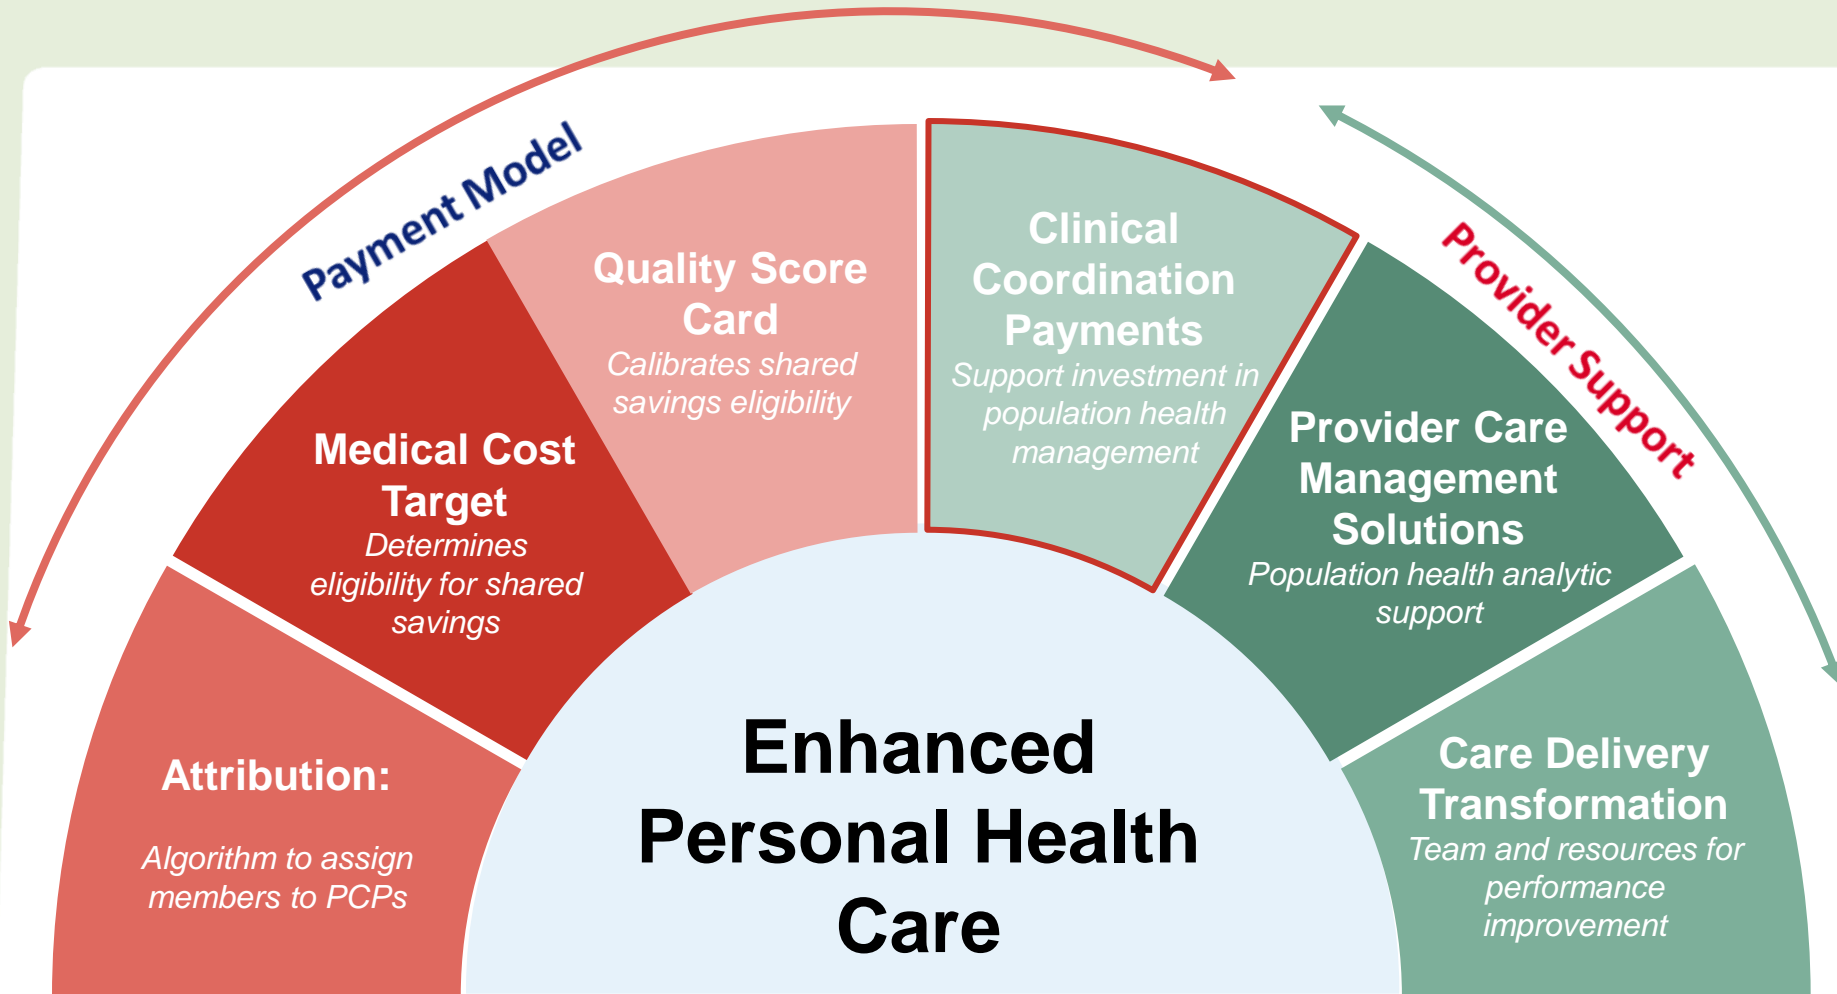 Payment Model
Provider Support
Attribution:
Algorithm to assign
members to PCPs
Medical Cost
Target
Determines
eligibility for shared
savings
Quality Score
Card
Calibrates shared
savings eligibility
Clinical
Coordination
Payments
Support investment in
population health
management
Provider Care
Management
Solutions
Population health analytic
support
Care Delivery
Transformation
Team and resources for
performance
improvement
Enhanced
Personal Health
Care